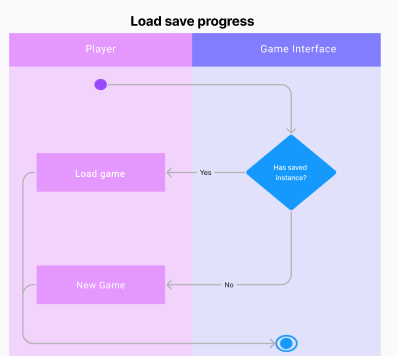 Load save progress
Player
Game Interface
Has saved
instance?
Yes
Load game
No
New Game